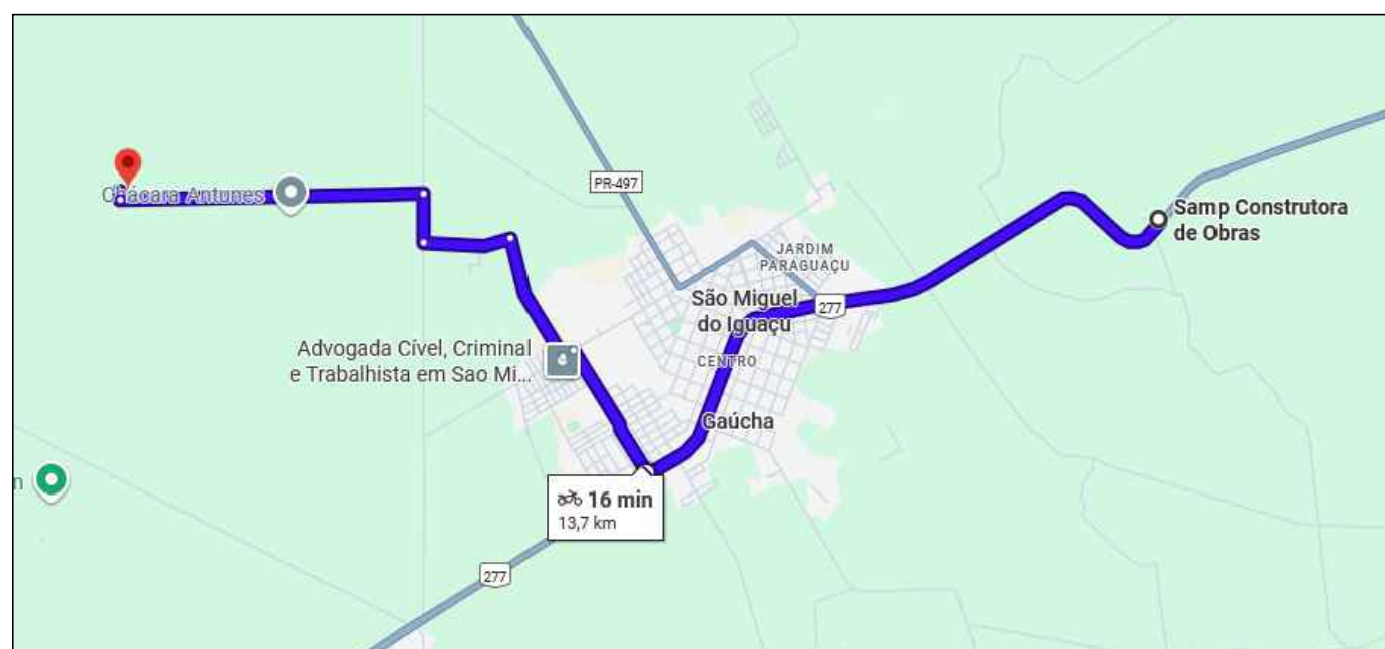 PR-497
Chácara Antunes
Samp Construtora
de Obras
JARDIM
PARAGUAÇU
São Miguel
do Iguaçu
277
Advogada Cível, Criminal
e Trabalhista em Sao Mi...
CENTRO
Gaúcha
n
16 min
13,7 km
277